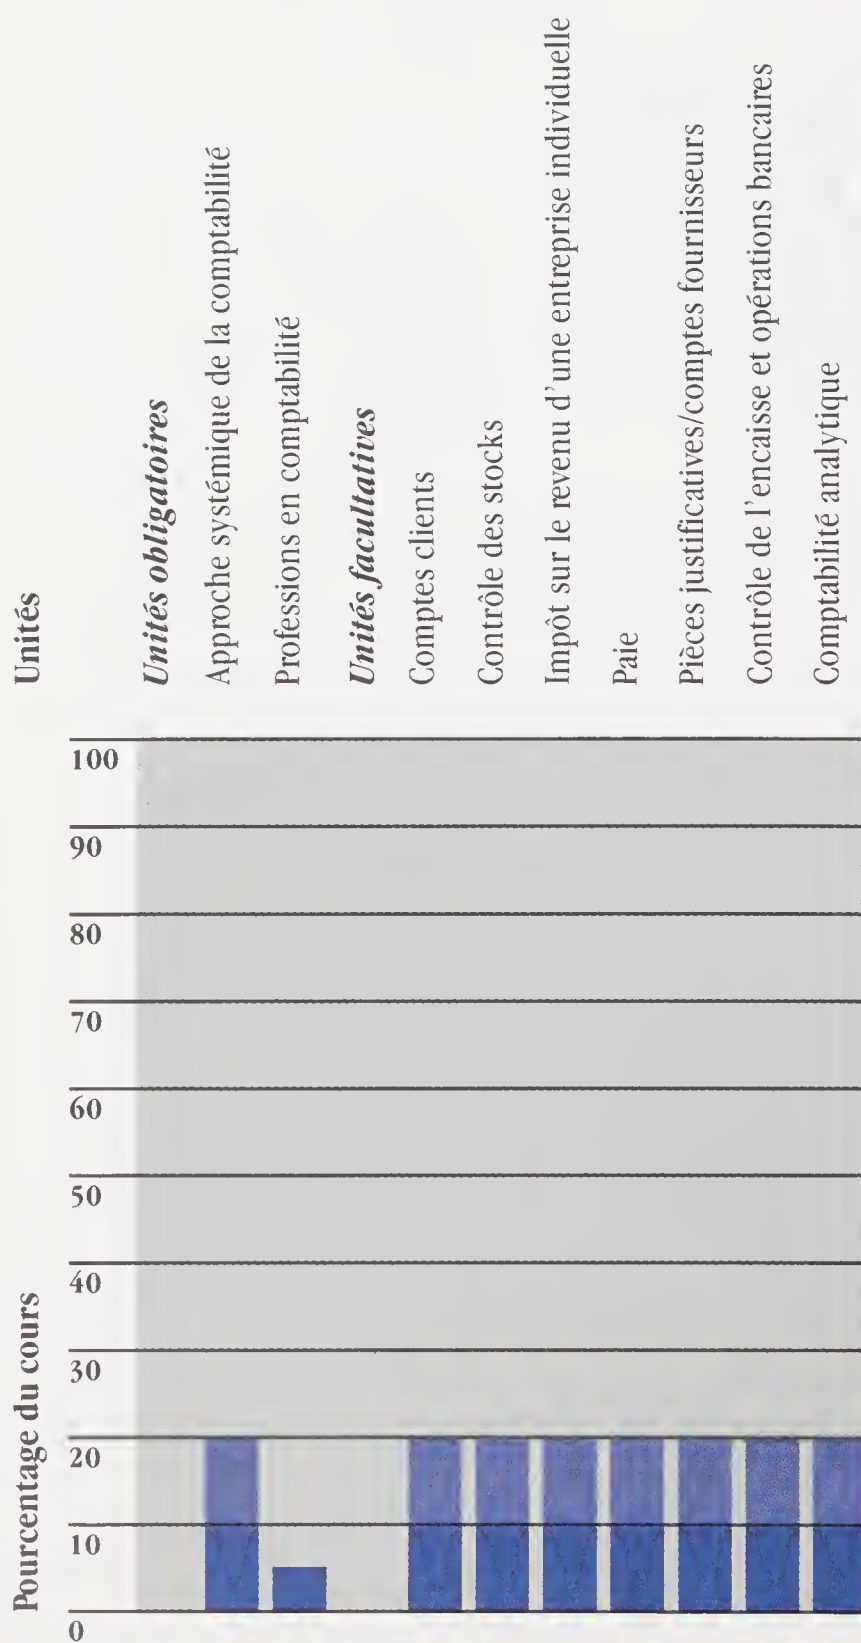 Unités
Unités obligatoires
Approche systémique de la comptabilité
Professions en comptabilité
Unités facultatives
Comptes clients
Contrôle des stocks
Impôt sur le revenu d'une entreprise individuelle
Paie
Pièces justificatives/comptes fournisseurs
Contrôle de l'encaisse et opérations bancaires
Comptabilité analytique
Pourcentage du cours
0
10
20
30
40
50
60
70
80
90
100